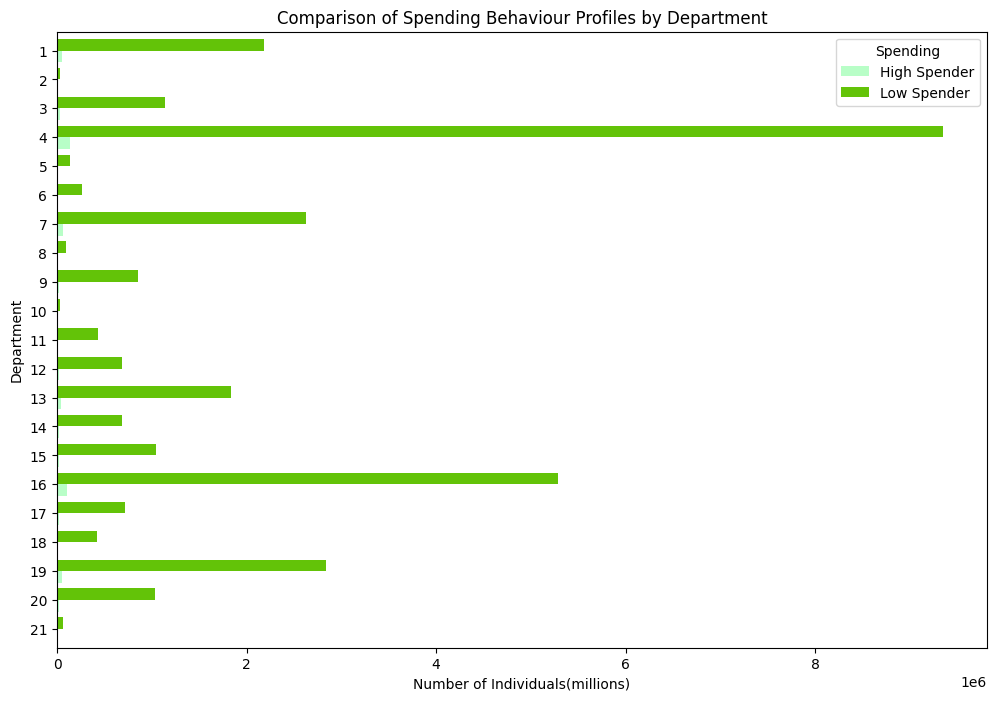 Comparison of Spending Behaviour Profiles by Department
Spending
High Spender
Low Spender
Department
1
2
3
4
5
6
7
8
9
10
11
12
13
14
15
16
17
18
19
20
21
0 2 4 6 8
1e6
Number of Individuals(millions)